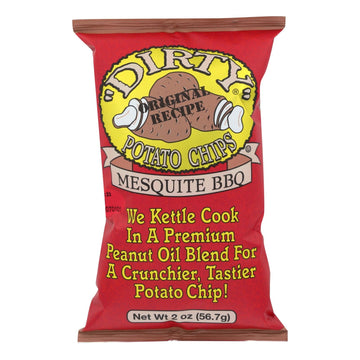 "DIRTY"®
ORIGINAL
RECIPE
POTATO CHIPS
MESQUITE BBQ
We Kettle Cook
In A Premium
Peanut Oil Blend For
A Crunchier, Tastier
Potato Chip!
Net Wt 2 oz (56.7g)